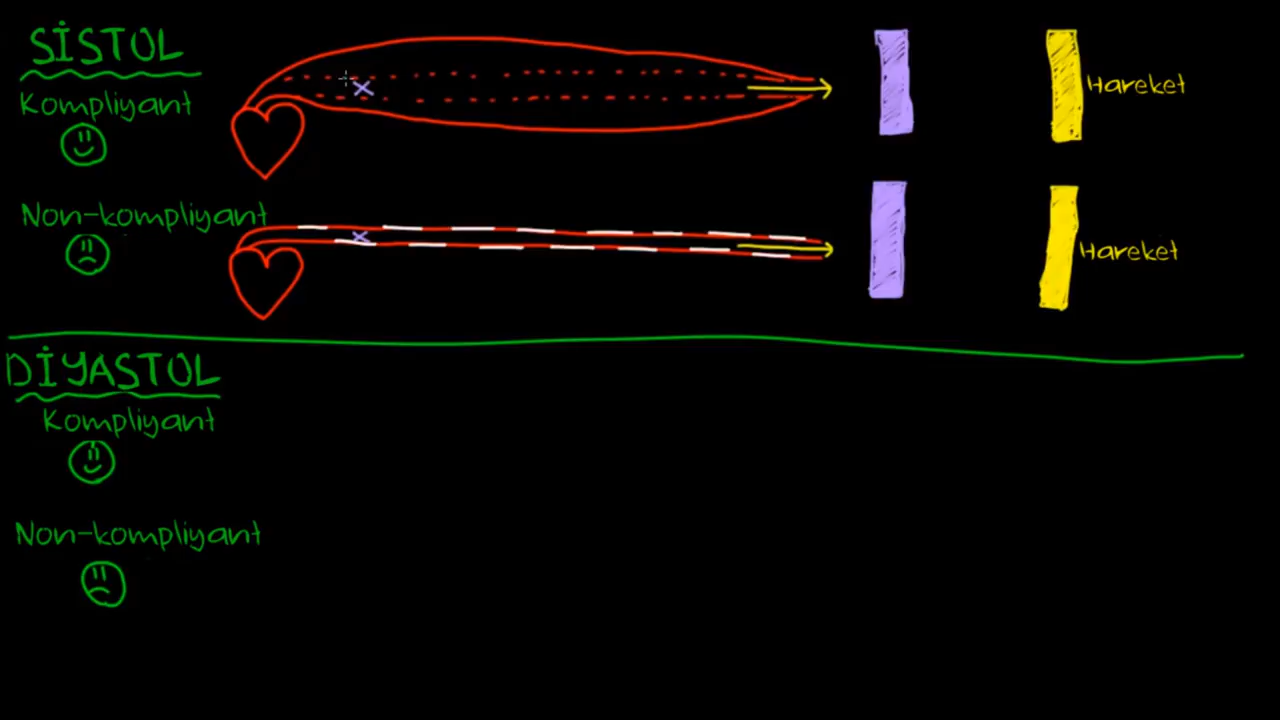 SİSTOL
Kompliyant
Hareket
Non-kompliyant
Hareket
DİYASTOL
Kompliyant
Non-kompliyant